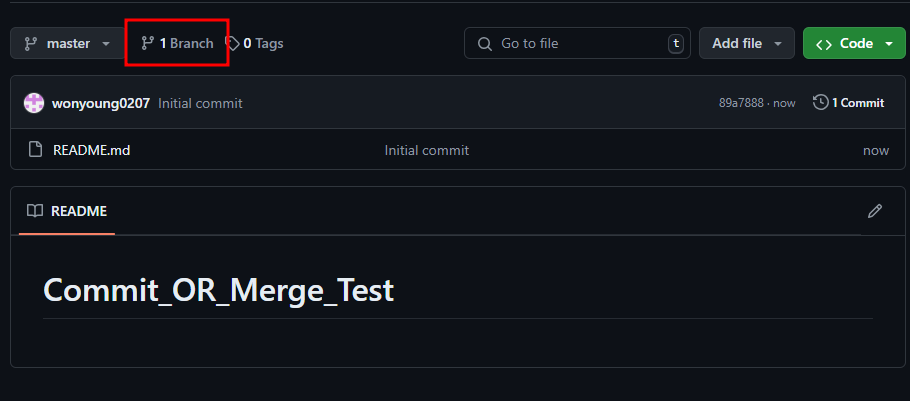 master 1 Branch 0 Tags Go to file t Add file Code
wonyoung0207 Initial commit 89a7888 · now 1 Commit
README.md Initial commit now
README
Commit_OR_Merge_Test